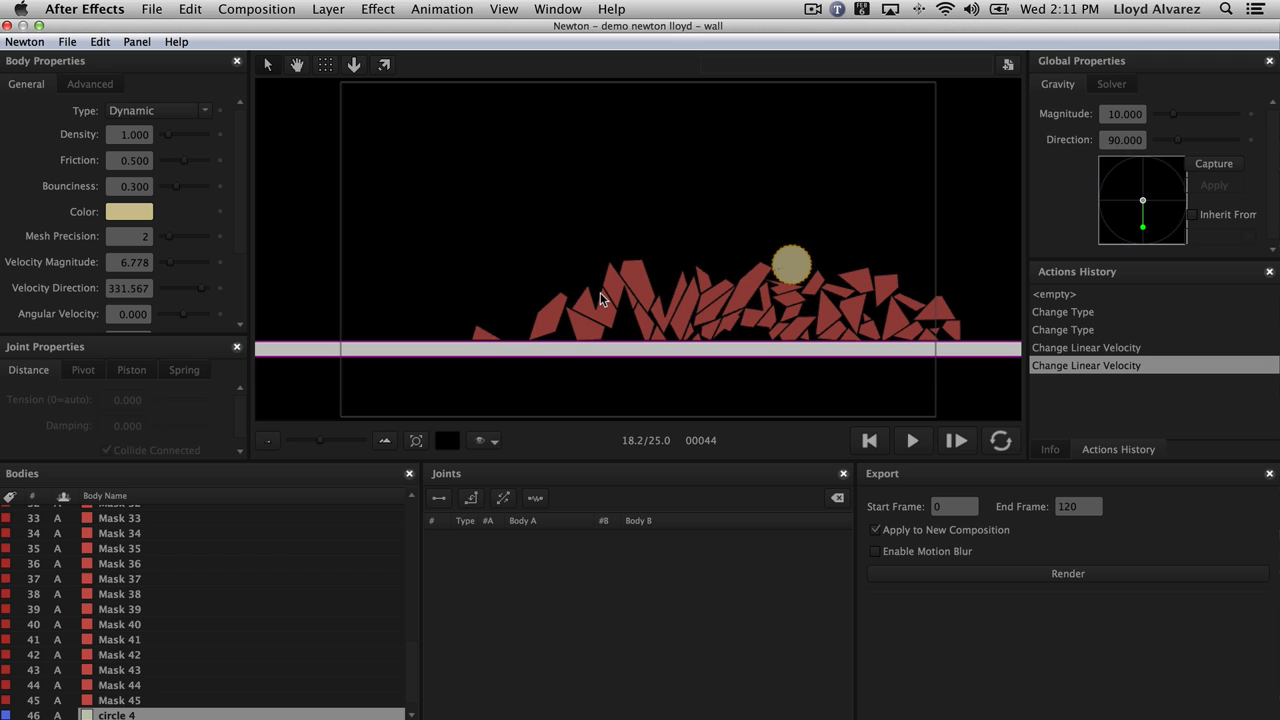 After Effects File Edit Composition Layer Effect Animation View Window Help Wed 2:11 PM Lloyd Alvarez
Newton - demo newton lloyd - wall
Newton File Edit Panel Help
Body Properties
General Advanced
Type: Dynamic
Density: 1.000
Friction: 0.500
Bounciness: 0.300
Color:
Mesh Precision: 2
Velocity Magnitude: 6.778
Velocity Direction: 331.567
Angular Velocity: 0.000
Joint Properties
Distance Pivot Piston Spring
Tension (0=auto): 0.000
Damping: 0.000
Collide Connected
18.2/25.0 00044
Global Properties
Gravity Solver
Magnitude: 10.000
Direction: 90.000
Capture
Apply
Inherit From
Actions History
<empty>
Change Type
Change Type
Change Linear Velocity
Change Linear Velocity
Info Actions History
Bodies
# Body Name
33 A Mask 33
34 A Mask 34
35 A Mask 35
36 A Mask 36
37 A Mask 37
38 A Mask 38
39 A Mask 39
40 A Mask 40
41 A Mask 41
42 A Mask 42
43 A Mask 43
44 A Mask 44
45 A Mask 45
46 A circle 4
Joints
# Type #A Body A #B Body B
Export
Start Frame: 0 End Frame: 120
Apply to New Composition
Enable Motion Blur
Render